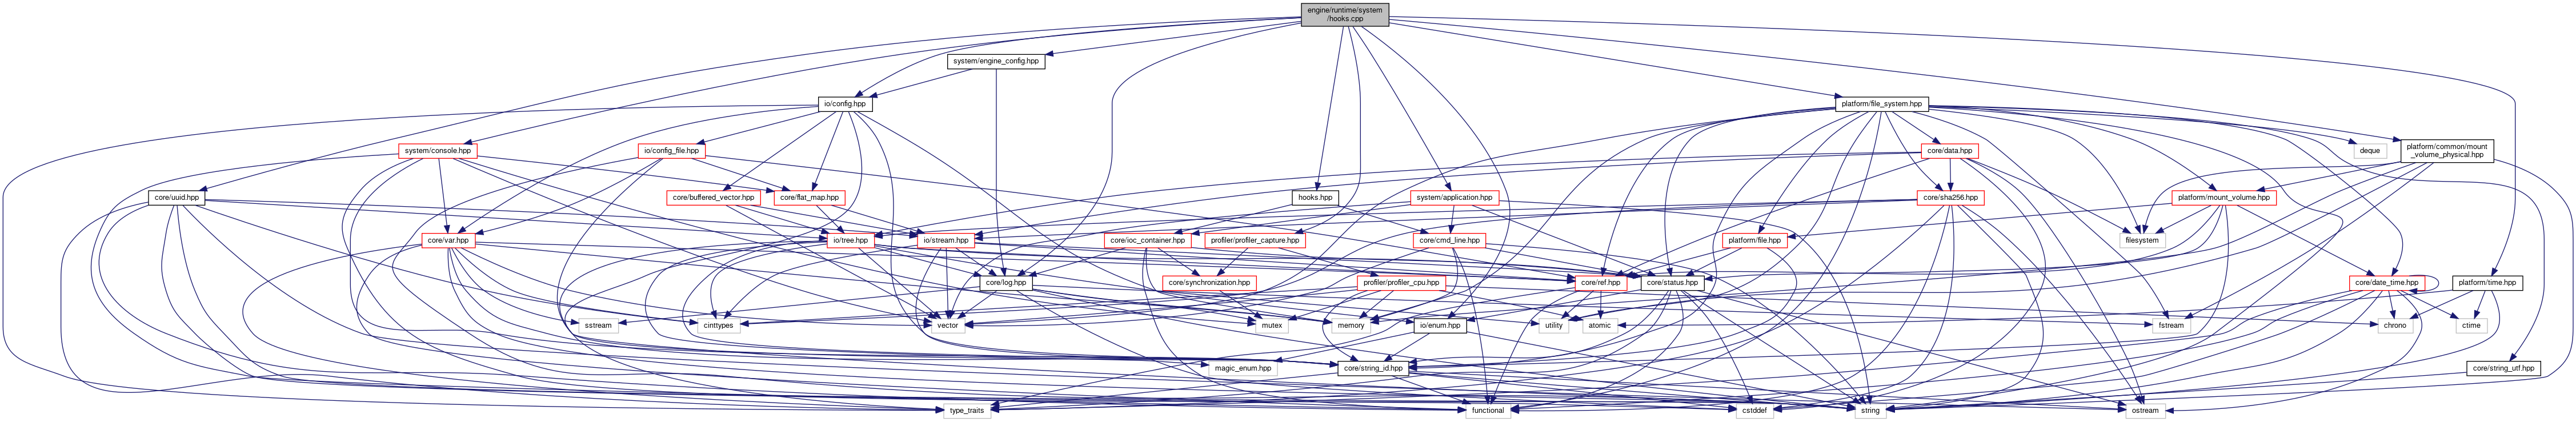 engine/runtime/system
/hooks.cpp
system/engine_config.hpp
io/config.hpp
platform/file_system.hpp
system/console.hpp
io/config_file.hpp
core/data.hpp
deque
platform/common/mount
_volume_physical.hpp
core/uuid.hpp
core/buffered_vector.hpp
core/flat_map.hpp
hooks.hpp
system/application.hpp
core/sha256.hpp
platform/mount_volume.hpp
core/var.hpp
io/tree.hpp
io/stream.hpp
core/ioc_container.hpp
profiler/profiler_capture.hpp
core/cmd_line.hpp
platform/file.hpp
filesystem
core/log.hpp
core/synchronization.hpp
profiler/profiler_cpu.hpp
core/ref.hpp
core/status.hpp
core/date_time.hpp
platform/time.hpp
sstream
cinttypes
vector
mutex
memory
io/enum.hpp
utility
atomic
fstream
chrono
ctime
magic_enum.hpp
core/string_id.hpp
core/string_utf.hpp
type_traits
functional
cstddef
string
ostream